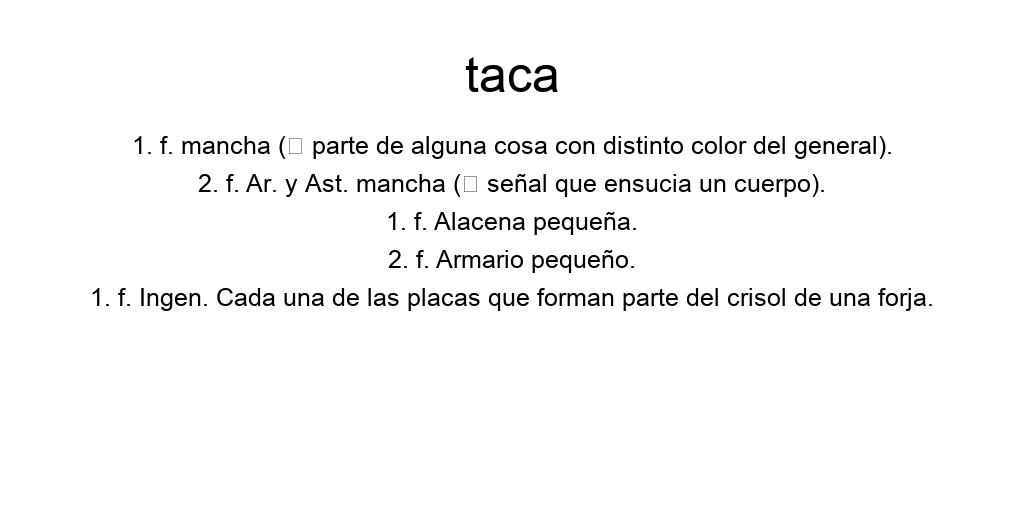 taca
1. f. mancha (□ parte de alguna cosa con distinto color del general).
2. f. Ar. y Ast. mancha (□ señal que ensucia un cuerpo).
1. f. Alacena pequeña.
2. f. Armario pequeño.
1. f. Ingen. Cada una de las placas que forman parte del crisol de una forja.